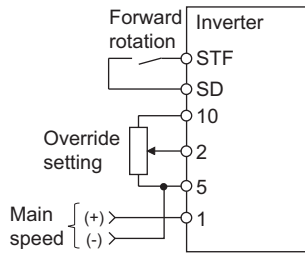 Forward
rotation
Inverter
STF
SD
10
Override
setting
2
5
Main
speed
(+)
(-)
1